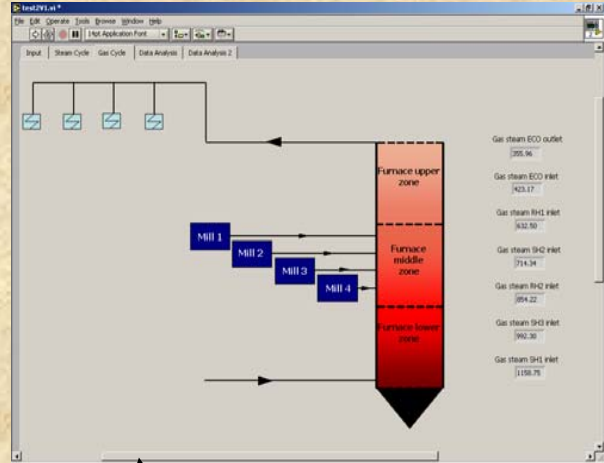 test2V1.vi *
File Edit Operate Tools Browse Window Help
14pt Application Font
Input Steam Cycle Gas Cycle Data Analysis Data Analysis 2
Gas steam ECO outlet
355.96
Furnace upper
zone
Gas steam ECO inlet
423.17
Gas steam RH1 inlet
632.50
Mill 1
Mill 2
Mill 3
Mill 4
Furnace
middle
zone
Gas steam SH2 inlet
714.34
Gas steam RH2 inlet
854.22
Furnace lower
zone
Gas steam SH3 inlet
992.30
Gas steam SH1 inlet
1158.75